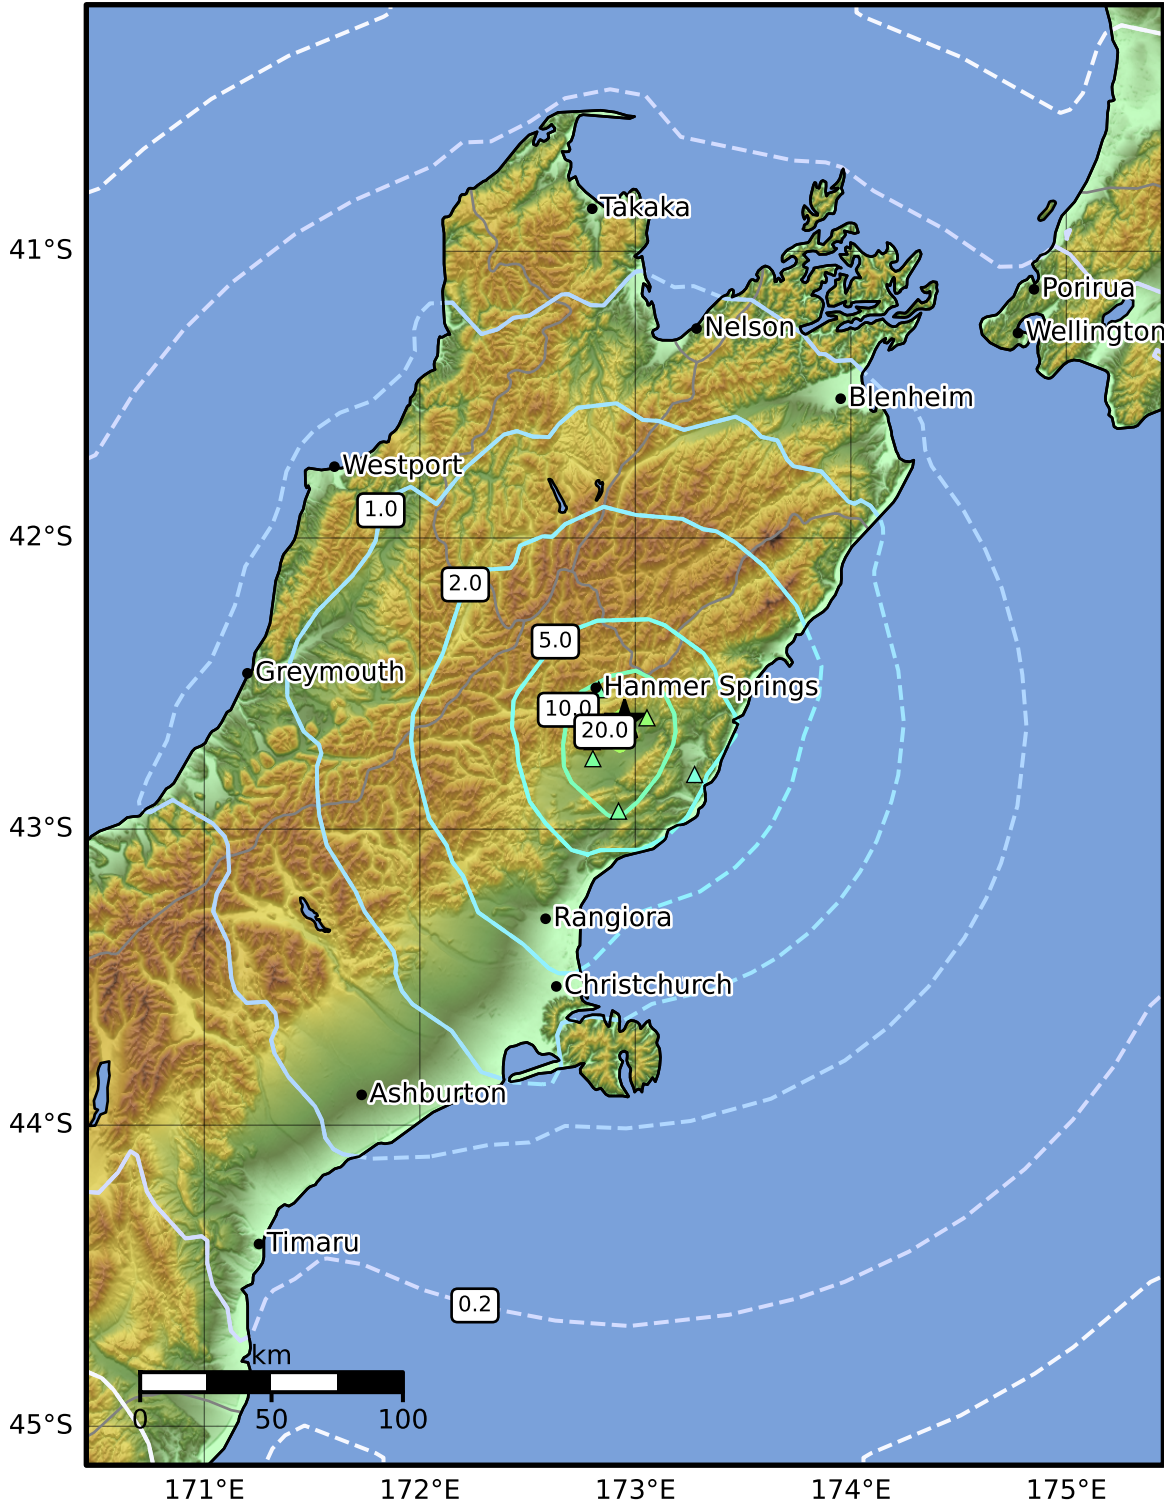 Takaka
41°S
Porirua
Nelson
Wellington
Blenheim
Westport
1.0
42°S
2.0
5.0
Greymouth
Hanmer Springs
10.0
20.0
43°S
Rangiora
Christchurch
Ashburton
44°S
Timaru
0.2
km
0 50 100
45°S
171°E 172°E 173°E 174°E 175°E